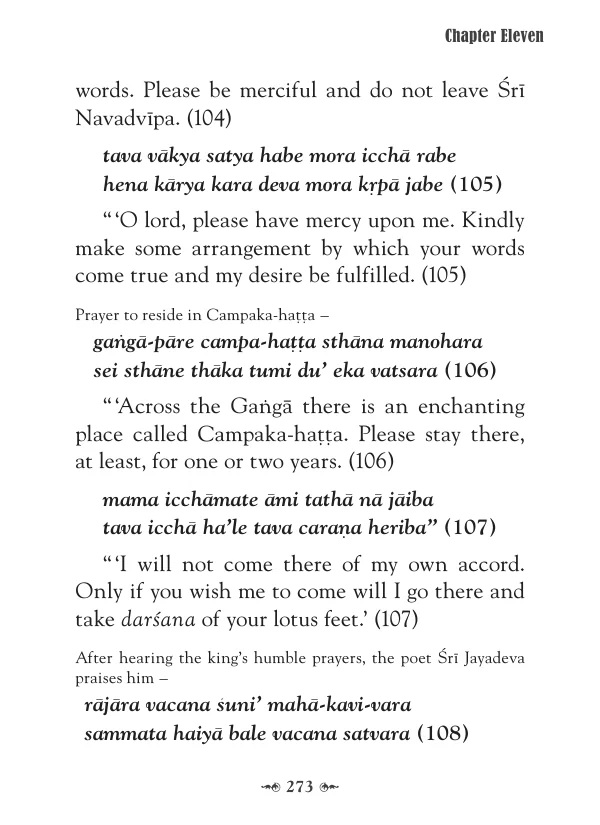 Chapter Eleven
words. Please be merciful and do not leave Śrī
Navadvīpa. (104)
tava vākya satya habe mora icchā rabe
hena kārya kara deva mora kṛpā jabe (105)
“ ‘O lord, please have mercy upon me. Kindly
make some arrangement by which your words
come true and my desire be fulfilled. (105)
Prayer to reside in Campaka-haṭṭa –
gaṅgā-pāre campa-haṭṭa sthāna manohara
sei sthāne thāka tumi du’ eka vatsara (106)
“ ‘Across the Gaṅgā there is an enchanting
place called Campaka-haṭṭa. Please stay there,
at least, for one or two years. (106)
mama icchāmate āmi tathā nā jāiba
tava icchā ha’le tava caraṇa heriba” (107)
“ ‘I will not come there of my own accord.
Only if you wish me to come will I go there and
take darśana of your lotus feet.’ (107)
After hearing the king’s humble prayers, the poet Śrī Jayadeva
praises him –
rājāra vacana śuni’ mahā-kavi-vara
sammata haiyā bale vacana satvara (108)
273